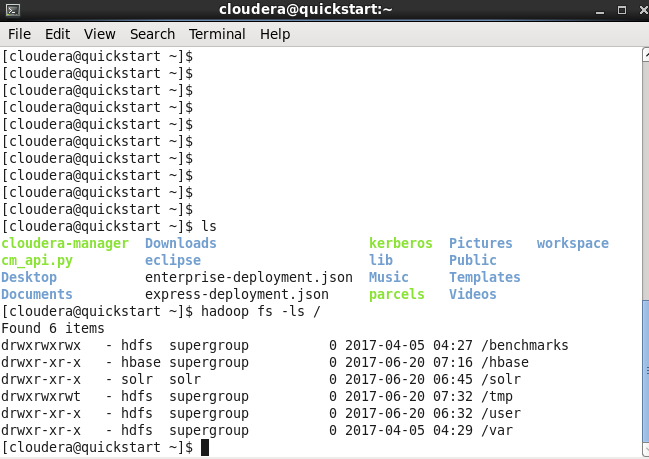 cloudera@quickstart:~
File Edit View Search Terminal Help
[cloudera@quickstart ~]$
[cloudera@quickstart ~]$
[cloudera@quickstart ~]$
[cloudera@quickstart ~]$
[cloudera@quickstart ~]$
[cloudera@quickstart ~]$
[cloudera@quickstart ~]$
[cloudera@quickstart ~]$
[cloudera@quickstart ~]$
[cloudera@quickstart ~]$
[cloudera@quickstart ~]$ ls
cloudera-manager  Downloads                   kerberos  Pictures   workspace
cm_api.py         eclipse                     lib       Public
Desktop           enterprise-deployment.json  Music     Templates
Documents         express-deployment.json     parcels   Videos
[cloudera@quickstart ~]$ hadoop fs -ls /
Found 6 items
drwxrwxrwx   - hdfs  supergroup          0 2017-04-05 04:27 /benchmarks
drwxr-xr-x   - hbase supergroup          0 2017-06-20 07:16 /hbase
drwxr-xr-x   - solr  solr                0 2017-06-20 06:45 /solr
drwxrwxrwt   - hdfs  supergroup          0 2017-06-20 07:32 /tmp
drwxr-xr-x   - hdfs  supergroup          0 2017-06-20 06:32 /user
drwxr-xr-x   - hdfs  supergroup          0 2017-04-05 04:29 /var
[cloudera@quickstart ~]$